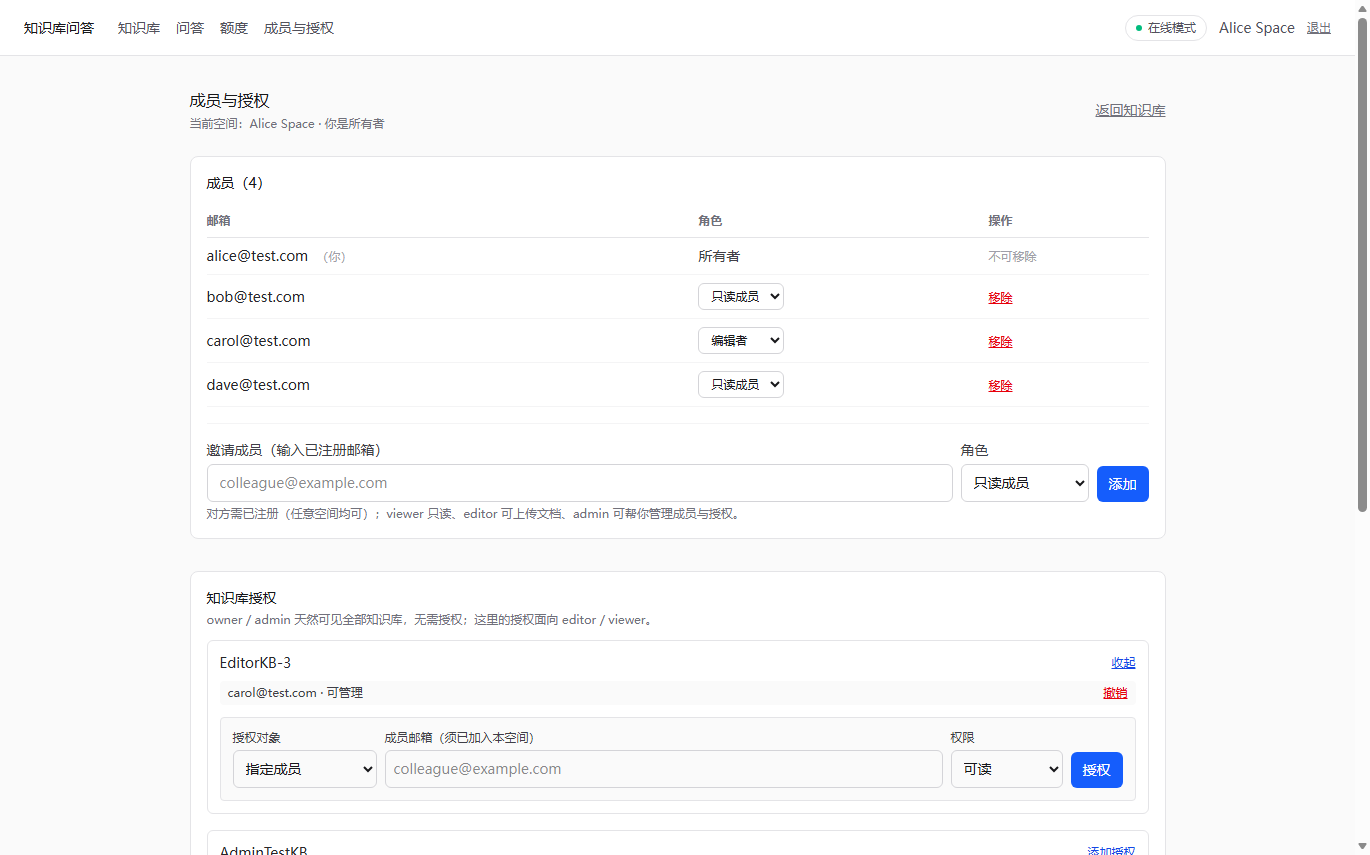 知识库问答 知识库 问答 额度 成员与授权 在线模式 Alice Space 退出
成员与授权
当前空间：Alice Space · 你是所有者
返回知识库
成员（4）
邮箱 角色 操作
alice@test.com （你） 所有者 不可移除
bob@test.com 只读成员 移除
carol@test.com 编辑者 移除
dave@test.com 只读成员 移除
邀请成员（输入已注册邮箱） 角色
colleague@example.com 只读成员 添加
对方需已注册（任意空间均可）；viewer 只读、editor 可上传文档、admin 可帮你管理成员与授权。
知识库授权
owner / admin 天然可见全部知识库，无需授权；这里的授权面向 editor / viewer。
EditorKB-3 收起
carol@test.com · 可管理 撤销
授权对象 成员邮箱（须已加入本空间） 权限
指定成员 colleague@example.com 可读 授权
AdminTestKB 添加授权